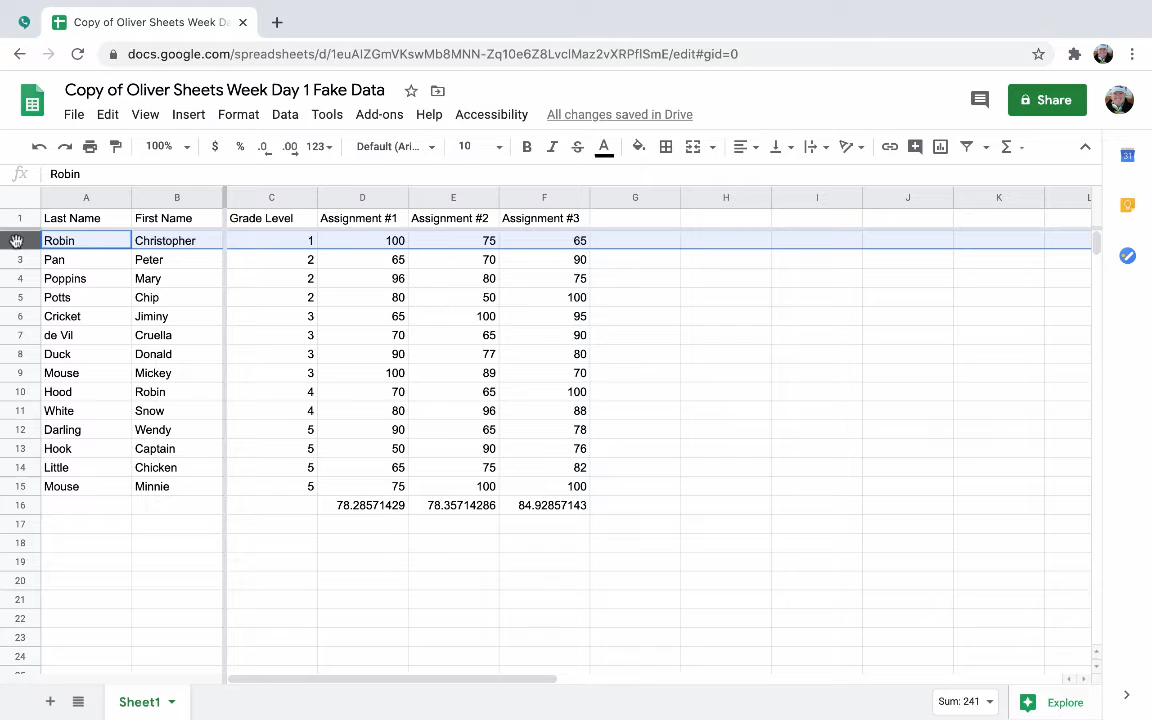 Copy of Oliver Sheets Week Da
docs.google.com/spreadsheets/d/1euAIZGmVKswMb8MNN-Zq10e6Z8LvclMaz2vXRPflSmE/edit#gid=0
Copy of Oliver Sheets Week Day 1 Fake Data
File Edit View Insert Format Data Tools Add-ons Help Accessibility All changes saved in Drive
Share
100% $ % .0 .00 123 Default (Ari... 10 B I S A
fx Robin
A B C D E F G H I J K L
1 Last Name First Name Grade Level Assignment #1 Assignment #2 Assignment #3
Robin Christopher 1 100 75 65
3 Pan Peter 2 65 70 90
4 Poppins Mary 2 96 80 75
5 Potts Chip 2 80 50 100
6 Cricket Jiminy 3 65 100 95
7 de Vil Cruella 3 70 65 90
8 Duck Donald 3 90 77 80
9 Mouse Mickey 3 100 89 70
10 Hood Robin 4 70 65 100
11 White Snow 4 80 96 88
12 Darling Wendy 5 90 65 78
13 Hook Captain 5 50 90 76
14 Little Chicken 5 65 75 82
15 Mouse Minnie 5 75 100 100
16 78.28571429 78.35714286 84.92857143
17
18
19
20
21
22
23
24
Sheet1 Sum: 241 Explore